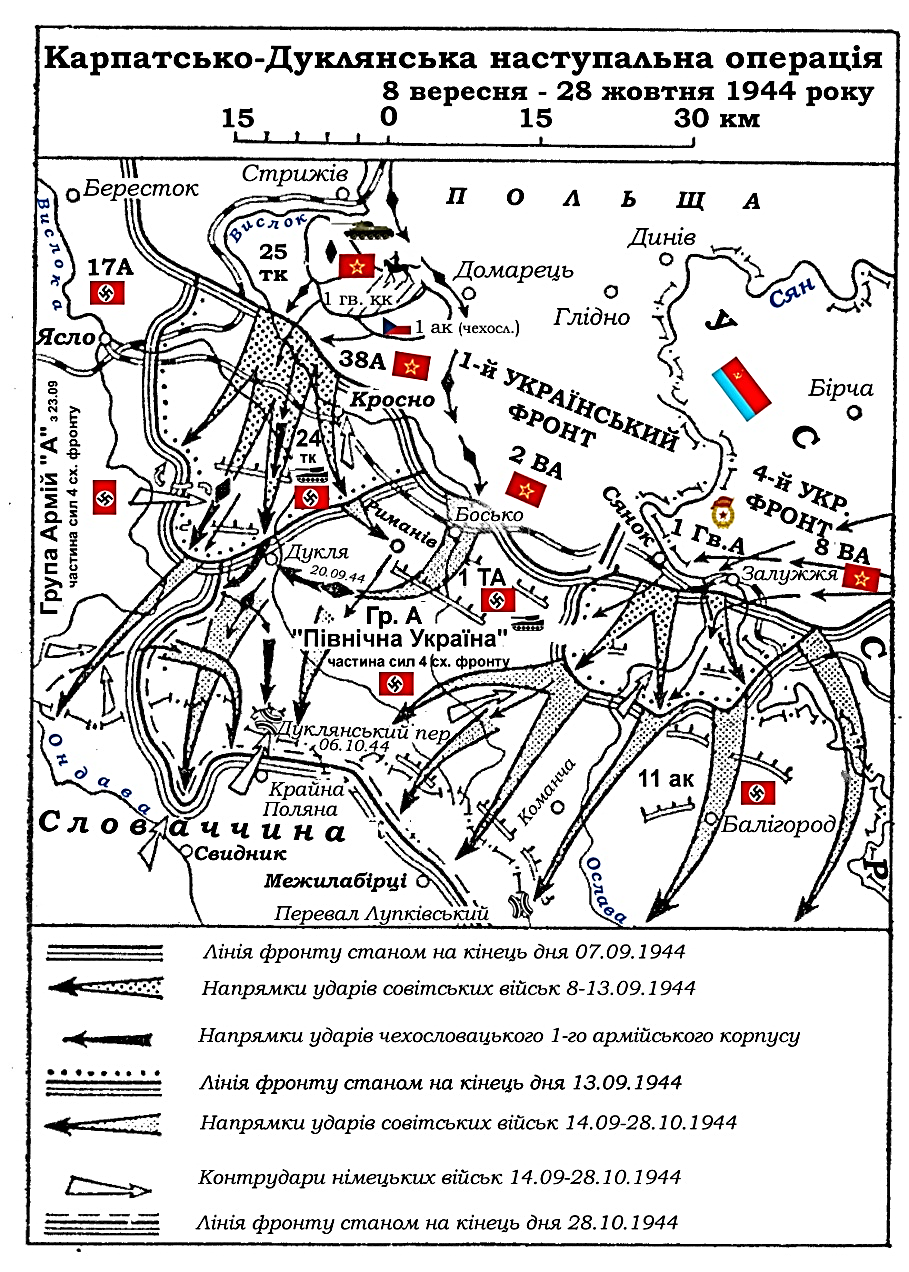 Карпатсько-Дуклянська наступальна операція
8 вересня - 28 жовтня 1944 року
15 0 15 30 км
Стрижів
Бересток
ПОЛЬЩА
Вислока
Вислок
25
тк
Динів
17А
Домарець
Сян
1 гв. кк
Глідно
У
1 ак (чехосл.)
Ясло
38А
1-й УКРАЇНСЬКИЙ
ФРОНТ
Бірча
Кросно
С
Група Армій "А" з 23.09
частина сил 4 сх. фронту
24
тк
2 ВА
4-й УКР.
ФРОНТ
Риманів
Босько
Сянок
1 Гв.А
8 ВА
Дукля
20.09.44
1 ТА
Залужжя
Гр. А
"Північна Україна"
частина сил 4 сх. фронту
С
Дуклянський пер
06.10.44
Ондава
Крайна
Поляна
Команча
11 ак
Словаччина
Балігород
Свидник
Р
Межилабірці
Ослава
Перевал Лупківський
Лінія фронту станом на кінець дня 07.09.1944
Напрямки ударів совітських військ 8-13.09.1944
Напрямки ударів чехословацького 1-го армійського корпусу
Лінія фронту станом на кінець дня 13.09.1944
Напрямки ударів совітських військ 14.09-28.10.1944
Контрудари німецьких військ 14.09-28.10.1944
Лінія фронту станом на кінець дня 28.10.1944